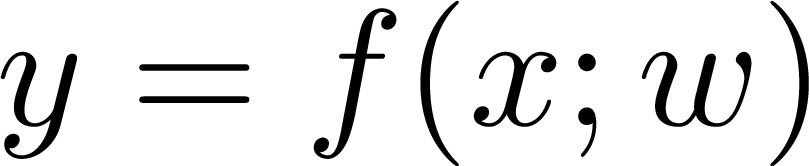 y = f(x; w)